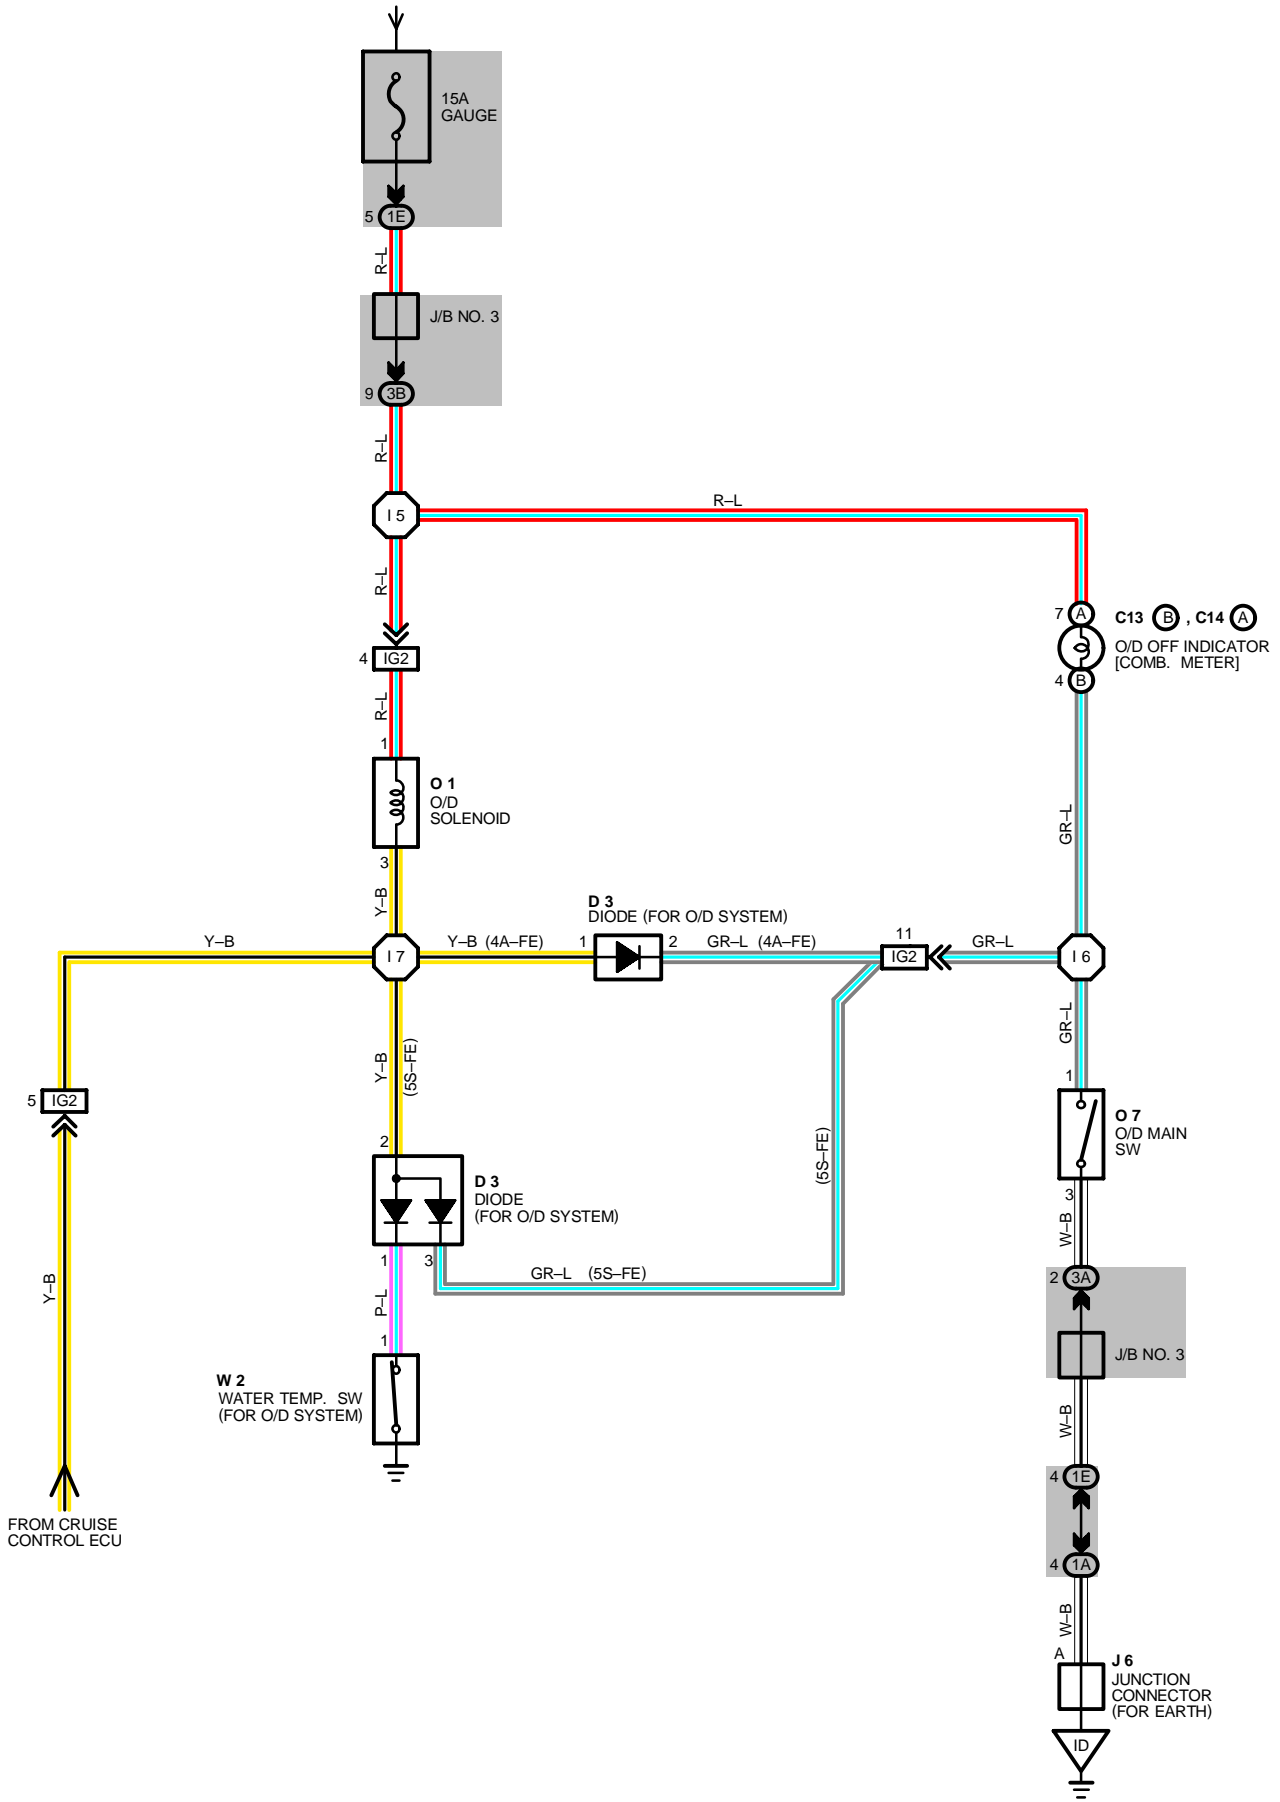 15A
GAUGE
5 1E
R–L
J/B NO. 3
9 3B
R–L
I 5
R–L
R–L
7 A
C13 B , C14 A
O/D OFF INDICATOR
[COMB. METER]
4 B
4 IG2
R–L
1
O 1
O/D
SOLENOID
3
Y–B
GR–L
D 3
DIODE (FOR O/D SYSTEM)
Y–B
I 7
Y–B (4A–FE)
1
2
GR–L (4A–FE)
11
IG2
GR–L
I 6
Y–B
(5S–FE)
GR–L
1
5 IG2
O 7
O/D MAIN
SW
3
2
D 3
DIODE
(FOR O/D SYSTEM)
(5S–FE)
1
3
GR–L (5S–FE)
W–B
2 3A
Y–B
P–L
1
J/B NO. 3
W 2
WATER TEMP. SW
(FOR O/D SYSTEM)
W–B
4 1E
FROM CRUISE
CONTROL ECU
4 1A
W–B
A
J 6
JUNCTION
CONNECTOR
(FOR EARTH)
ID